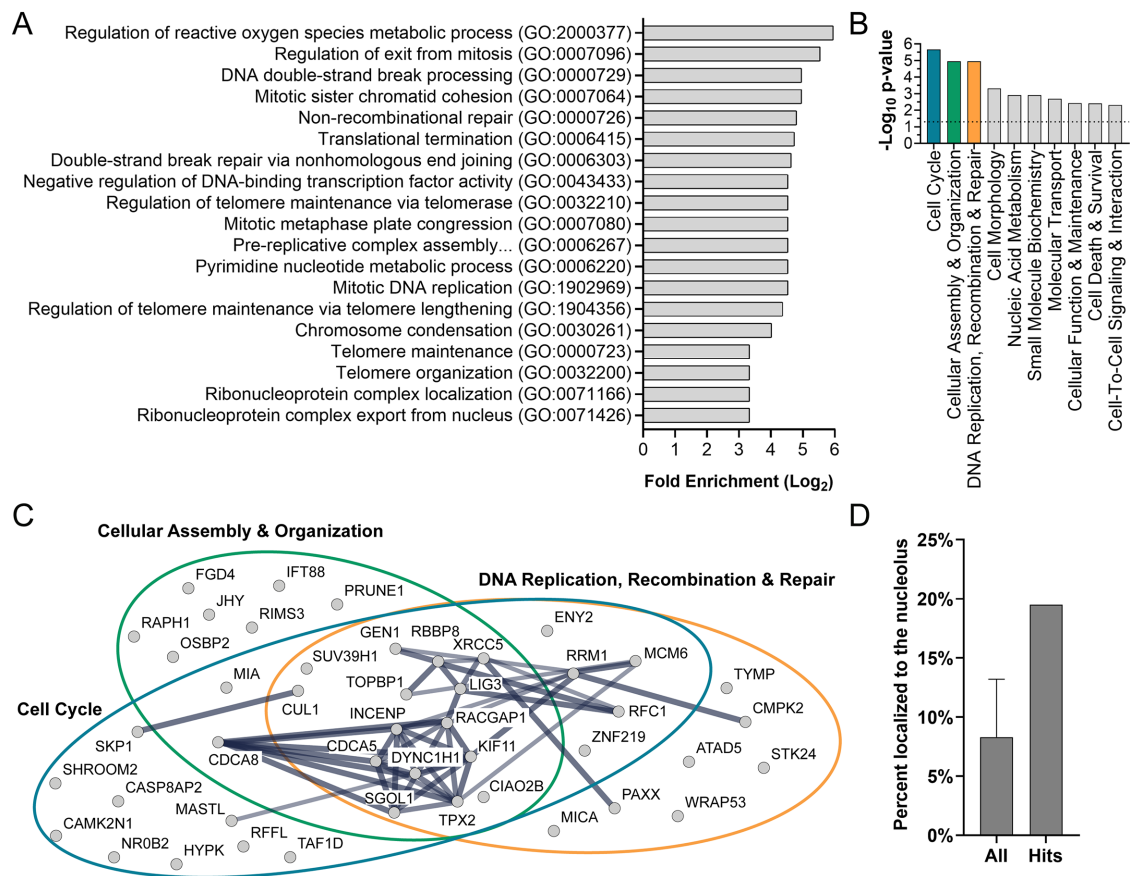 A
Regulation of reactive oxygen species metabolic process (GO:2000377)
Regulation of exit from mitosis (GO:0007096)
DNA double-strand break processing (GO:0000729)
Mitotic sister chromatid cohesion (GO:0007064)
Non-recombinational repair (GO:0000726)
Translational termination (GO:0006415)
Double-strand break repair via nonhomologous end joining (GO:0006303)
Negative regulation of DNA-binding transcription factor activity (GO:0043433)
Regulation of telomere maintenance via telomerase (GO:0032210)
Mitotic metaphase plate congression (GO:0007080)
Pre-replicative complex assembly... (GO:0006267)
Pyrimidine nucleotide metabolic process (GO:0006220)
Mitotic DNA replication (GO:1902969)
Regulation of telomere maintenance via telomere lengthening (GO:1904356)
Chromosome condensation (GO:0030261)
Telomere maintenance (GO:0000723)
Telomere organization (GO:0032200)
Ribonucleoprotein complex localization (GO:0071166)
Ribonucleoprotein complex export from nucleus (GO:0071426)
0 1 2 3 4 5 6
Fold Enrichment (Log2)
B
-Log10 p-value
6
5
4
3
2
1
0
Cell Cycle
Cellular Assembly & Organization
DNA Replication, Recombination & Repair
Cell Morphology
Nucleic Acid Metabolism
Small Molecule Biochemistry
Molecular Transport
Cellular Function & Maintenance
Cell Death & Survival
Cell-To-Cell Signaling & Interaction
C
Cellular Assembly & Organization
DNA Replication, Recombination & Repair
Cell Cycle
FGD4
IFT88
PRUNE1
JHY
RAPH1
RIMS3
OSBP2
MIA
SUV39H1
CUL1
SKP1
GEN1
RBBP8
XRCC5
TOPBP1
LIG3
ENY2
RRM1
MCM6
RFC1
TYMP
CMPK2
INCENP
RACGAP1
CDCA8
CDCA5
DYNC1H1
KIF11
SGOL1
TPX2
CIAO2B
ZNF219
ATAD5
STK24
PAXX
WRAP53
MICA
SHROOM2
CASP8AP2
MASTL
CAMK2N1
NR0B2
HYPK
RFFL
TAF1D
D
Percent localized to the nucleolus
25%
20%
15%
10%
5%
0%
All Hits